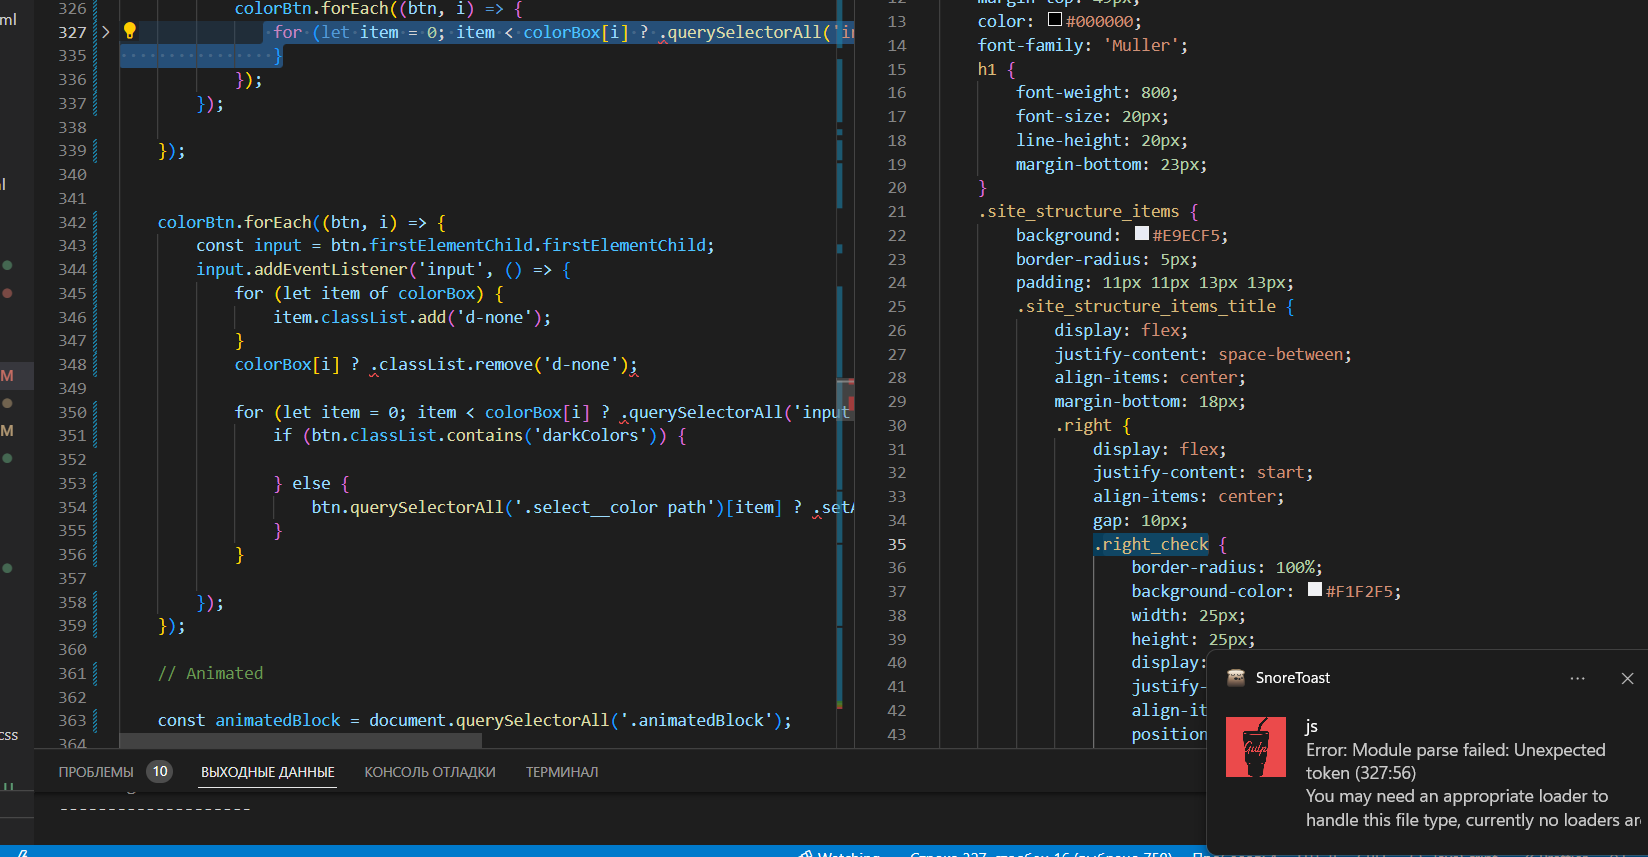 ml
l
M
M
css
U
326 colorBtn.forEach((btn, i) => {
327 for (let item = 0; item < colorBox[i] ? .querySelectorAll('in
335 }
336 });
337 });
338
339 });
340
341
342 colorBtn.forEach((btn, i) => {
343 const input = btn.firstElementChild.firstElementChild;
344 input.addEventListener('input', () => {
345 for (let item of colorBox) {
346 item.classList.add('d-none');
347 }
348 colorBox[i] ? .classList.remove('d-none');
349
350 for (let item = 0; item < colorBox[i] ? .querySelectorAll('input
351 if (btn.classList.contains('darkColors')) {
352
353 } else {
354 btn.querySelectorAll('.select__color path')[item] ? .setA
355 }
356 }
357
358 });
359 });
360
361 // Animated
362
363 const animatedBlock = document.querySelectorAll('.animatedBlock');
364
13 color: #000000;
14 font-family: 'Muller';
15 h1 {
16 font-weight: 800;
17 font-size: 20px;
18 line-height: 20px;
19 margin-bottom: 23px;
20 }
21 .site_structure_items {
22 background: #E9ECF5;
23 border-radius: 5px;
24 padding: 11px 11px 13px 13px;
25 .site_structure_items_title {
26 display: flex;
27 justify-content: space-between;
28 align-items: center;
29 margin-bottom: 18px;
30 .right {
31 display: flex;
32 justify-content: start;
33 align-items: center;
34 gap: 10px;
35 .right_check {
36 border-radius: 100%;
37 background-color: #F1F2F5;
38 width: 25px;
39 height: 25px;
40 display:
41 justify-
42 align-it
43 position
ПРОБЛЕМЫ 10 ВЫХОДНЫЕ ДАННЫЕ КОНСОЛЬ ОТЛАДКИ ТЕРМИНАЛ
--------------------
SnoreToast
Gulp
js
Error: Module parse failed: Unexpected
token (327:56)
You may need an appropriate loader to
handle this file type, currently no loaders are
Watching Строка 327, столбец 16 (выбрано 750)